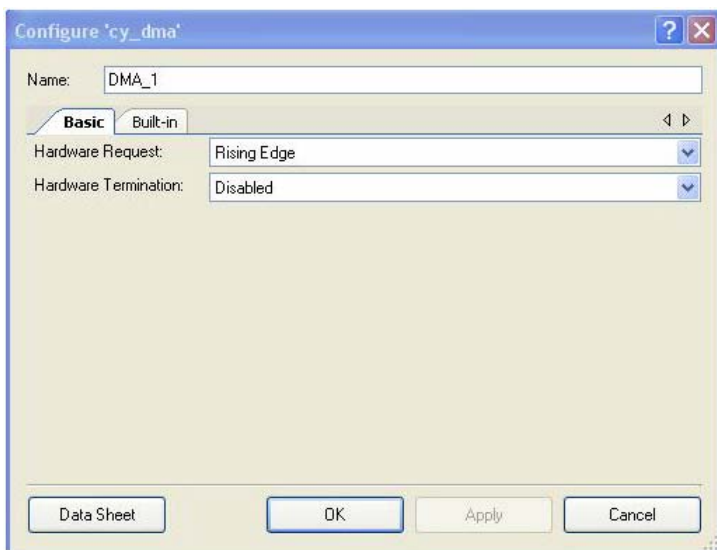 Configure 'cy_dma'
Name: DMA_1
Basic Built-in
Hardware Request: Rising Edge
Hardware Termination: Disabled
Data Sheet OK Apply Cancel